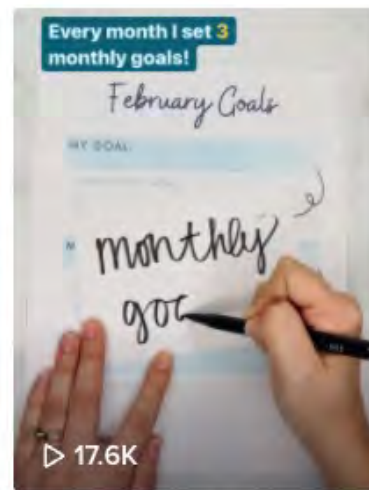 Every month I set 3
monthly goals!
February Goals
MY GOAL:
monthly
goa
17.6K